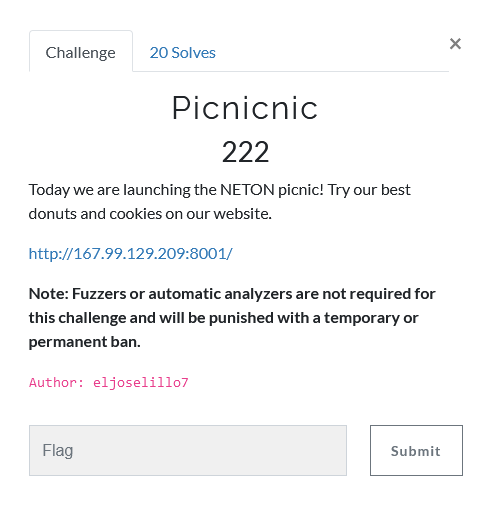 Challenge
20 Solves
×
Picnicnic
222
Today we are launching the NETON picnic! Try our best
donuts and cookies on our website.
http://167.99.129.209:8001/
Note: Fuzzers or automatic analyzers are not required for
this challenge and will be punished with a temporary or
permanent ban.
Author: eljoselillo7
Flag
Submit